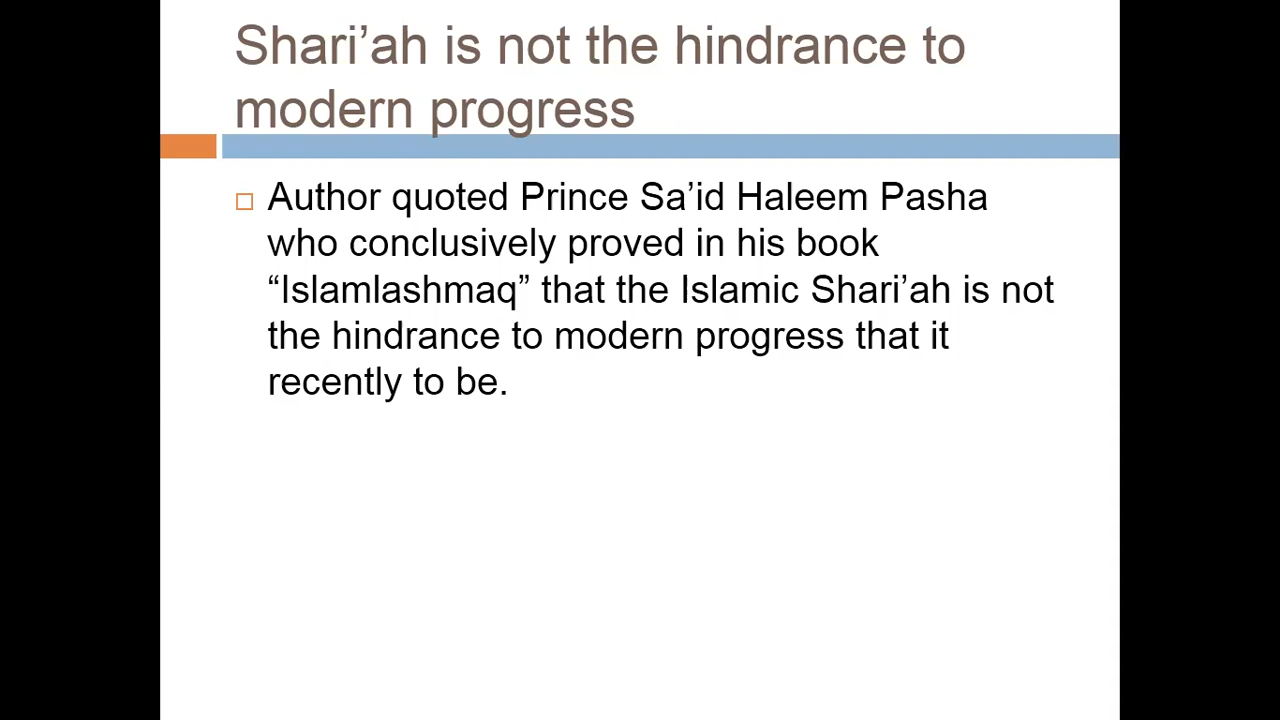 Shari’ah is not the hindrance to
modern progress
Author quoted Prince Sa’id Haleem Pasha
who conclusively proved in his book
“Islamlashmaq” that the Islamic Shari’ah is not
the hindrance to modern progress that it
recently to be.